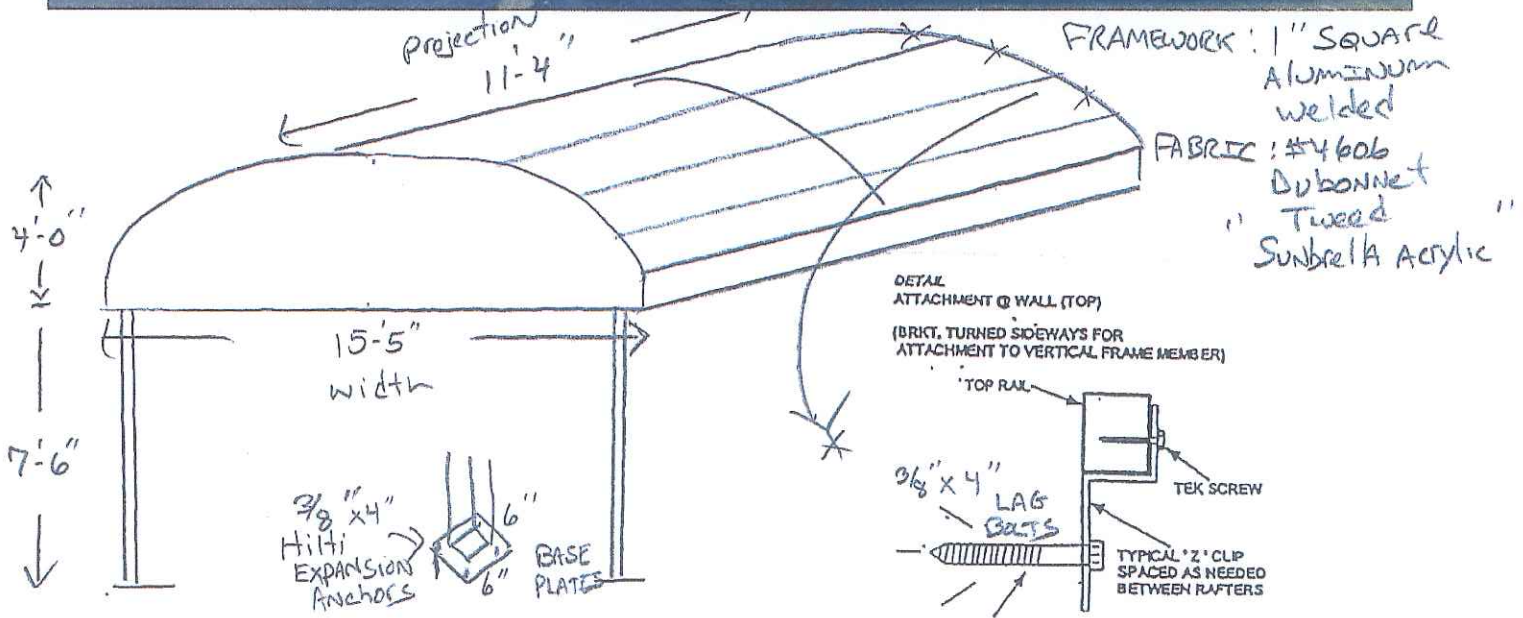 projection
11'-4"
FRAMEWORK: 1" SQUARE
ALUMINUM
welded
FABRIC: #4606
DUBONNET
" Tweed "
SUNBrellA Acrylic
4'-0"
15'-5"
width
7'-6"
3/8" x4"
Hilti
EXPANSION
ANchors
6"
6"
BASE
PLATES
DETAIL
ATTACHMENT @ WALL (TOP)
(BRKT. TURNED SIDEWAYS FOR
ATTACHMENT TO VERTICAL FRAME MEMBER)
TOP RAIL
TEK SCREW
3/8" x 4"
LAG
BOLTS
TYPICAL 'Z' CLIP
SPACED AS NEEDED
BETWEEN RAFTERS